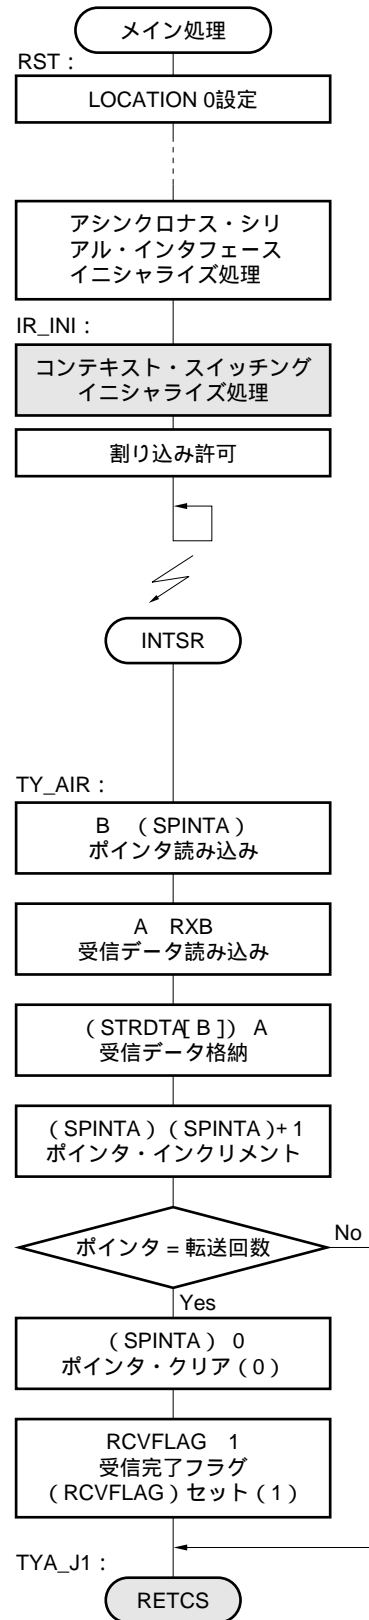 メイン処理
RST：
LOCATION 0設定
アシンクロナス・シリ
アル・インタフェース
イニシャライズ処理
IR_INI：
コンテキスト・スイッチング
イニシャライズ処理
割り込み許可
INTSR
TY_AIR：
B （SPINTA）
ポインタ読み込み
A RXB
受信データ読み込み
（STRDTA[ B ]） A
受信データ格納
（SPINTA）（SPINTA）+ 1
ポインタ・インクリメント
ポインタ = 転送回数
No
Yes
（SPINTA） 0
ポインタ・クリア（0）
RCVFLAG 1
受信完了フラグ
（RCVFLAG）セット（1）
TYA_J1：
RETCS